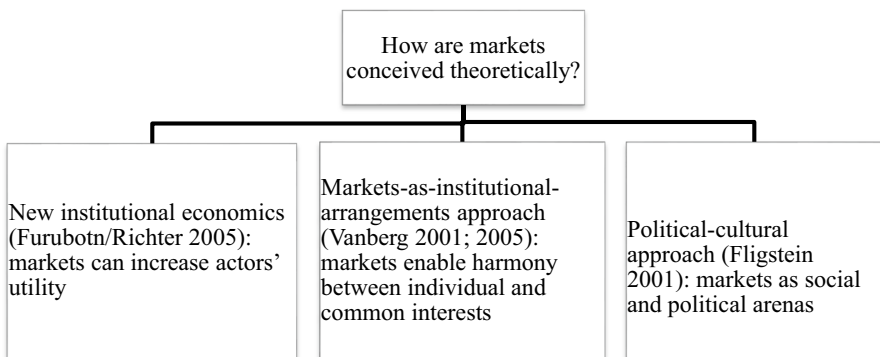 How are markets
conceived theoretically?
New institutional economics
(Furubotn/Richter 2005):
markets can increase actors’
utility
Markets-as-institutional-
arrangements approach
(Vanberg 2001; 2005):
markets enable harmony
between individual and
common interests
Political-cultural
approach (Fligstein
2001): markets as social
and political arenas